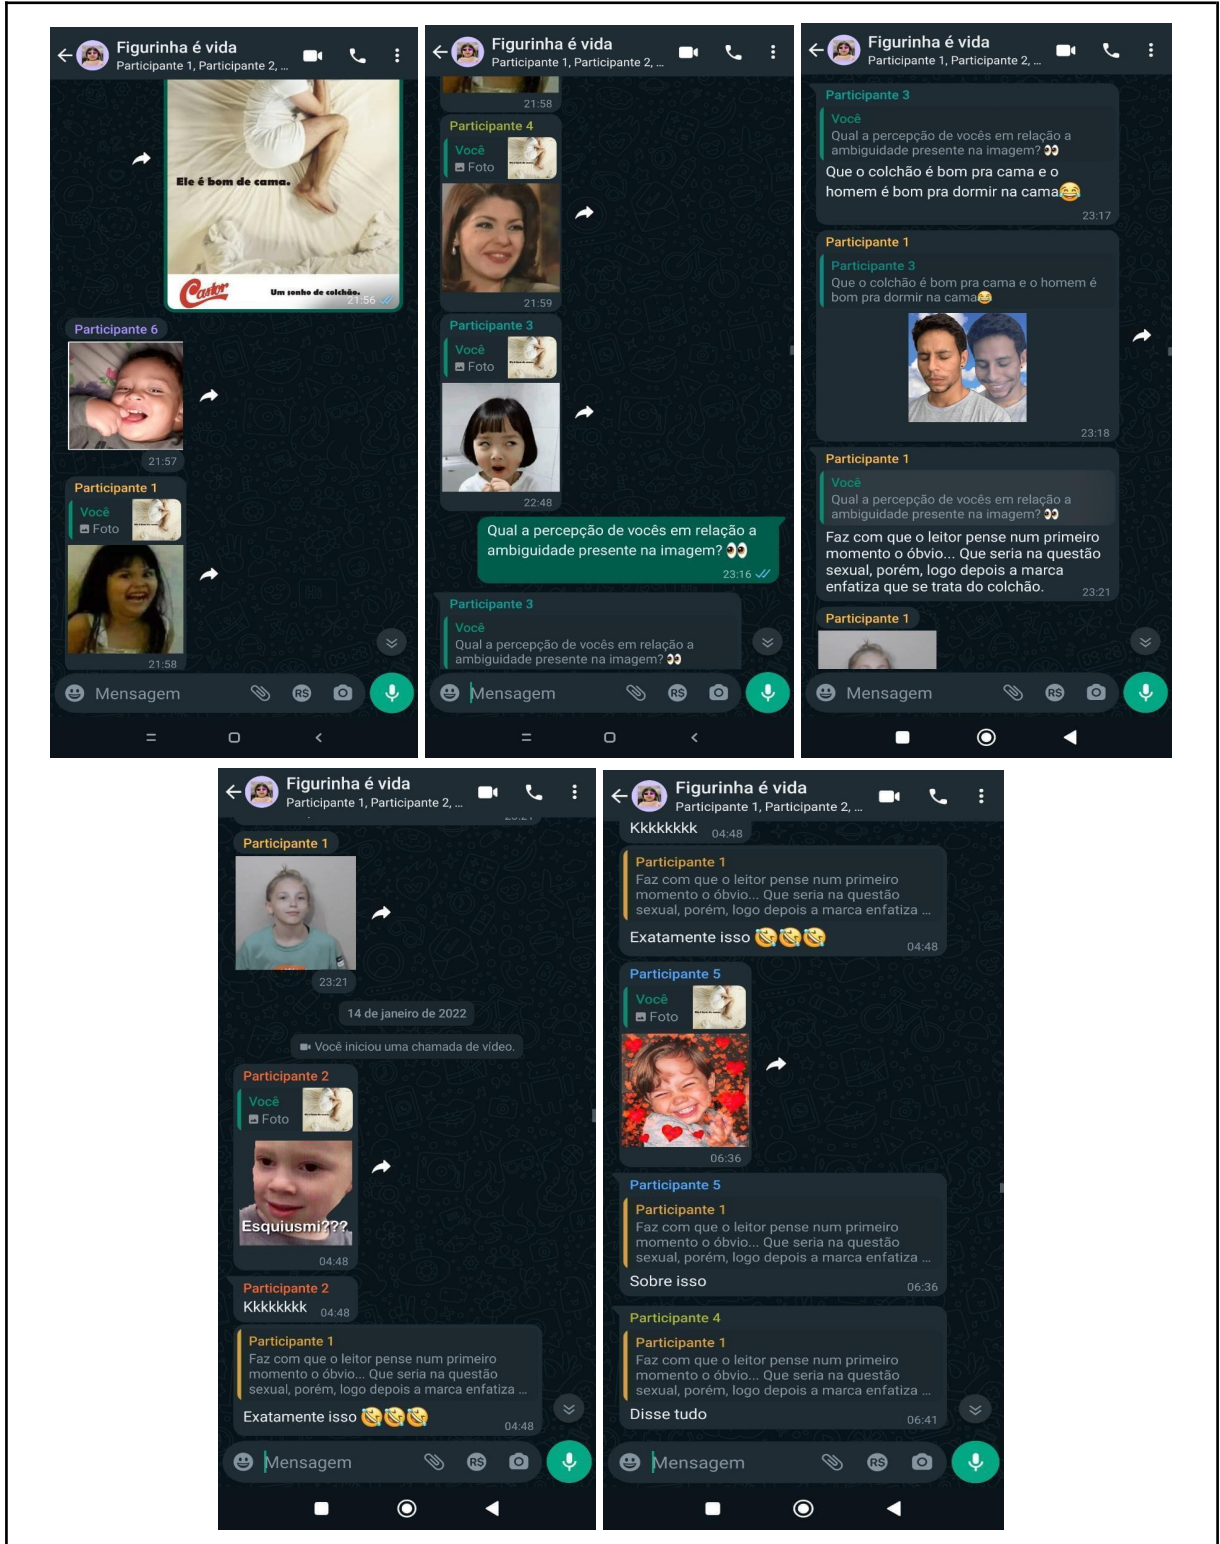 Figurinha é vida
Participante 1, Participante 2, ...
Ele é bom de cama.
Castor
Um sonho de colchão.
21:56
Participante 6
21:57
Participante 1
Você
Foto
21:58
Mensagem
R$
Figurinha é vida
Participante 1, Participante 2, ...
21:58
Participante 4
Você
Foto
21:59
Participante 3
Você
Foto
22:48
Qual a percepção de vocês em relação a
ambiguidade presente na imagem? 👀
23:16
Participante 3
Você
Qual a percepção de vocês em relação a
ambiguidade presente na imagem? 👀
Mensagem
R$
Figurinha é vida
Participante 1, Participante 2, ...
Participante 3
Você
Qual a percepção de vocês em relação a
ambiguidade presente na imagem? 👀
Que o colchão é bom pra cama e o
homem é bom pra dormir na cama😂
23:17
Participante 1
Participante 3
Que o colchão é bom pra cama e o homem é
bom pra dormir na cama😂
23:18
Participante 1
Você
Qual a percepção de vocês em relação a
ambiguidade presente na imagem? 👀
Faz com que o leitor pense num primeiro
momento o óbvio... Que seria na questão
sexual, porém, logo depois a marca
enfatiza que se trata do colchão.
23:21
Participante 1
Mensagem
R$
Figurinha é vida
Participante 1, Participante 2, ...
23:21
Participante 1
23:21
14 de janeiro de 2022
Você iniciou uma chamada de vídeo.
Participante 2
Você
Foto
Esquiusmi???
04:48
Participante 2
Kkkkkkkk 04:48
Participante 1
Faz com que o leitor pense num primeiro
momento o óbvio... Que seria na questão
sexual, porém, logo depois a marca enfatiza ...
Exatamente isso 🤣🤣🤣
04:48
Mensagem
R$
Figurinha é vida
Participante 1, Participante 2, ...
Kkkkkkkk 04:48
Participante 1
Faz com que o leitor pense num primeiro
momento o óbvio... Que seria na questão
sexual, porém, logo depois a marca enfatiza ...
Exatamente isso 🤣🤣🤣
04:48
Participante 5
Você
Foto
06:36
Participante 5
Participante 1
Faz com que o leitor pense num primeiro
momento o óbvio... Que seria na questão
sexual, porém, logo depois a marca enfatiza ...
Sobre isso
06:36
Participante 4
Participante 1
Faz com que o leitor pense num primeiro
momento o óbvio... Que seria na questão
sexual, porém, logo depois a marca enfatiza ...
Disse tudo
06:41
Mensagem
R$